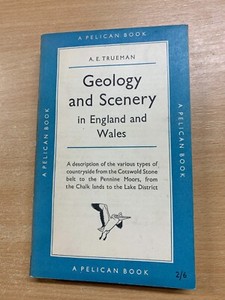 A PELICAN BOOK
A. E. TRUEMAN
Geology
and Scenery
in England and
Wales
A description of the various types of
countryside from the Cotswold Stone
belt to the Pennine Moors, from
the Chalk lands to the Lake District
A PELICAN BOOK
A PELICAN BOOK
A PELICAN BOOK
2/6